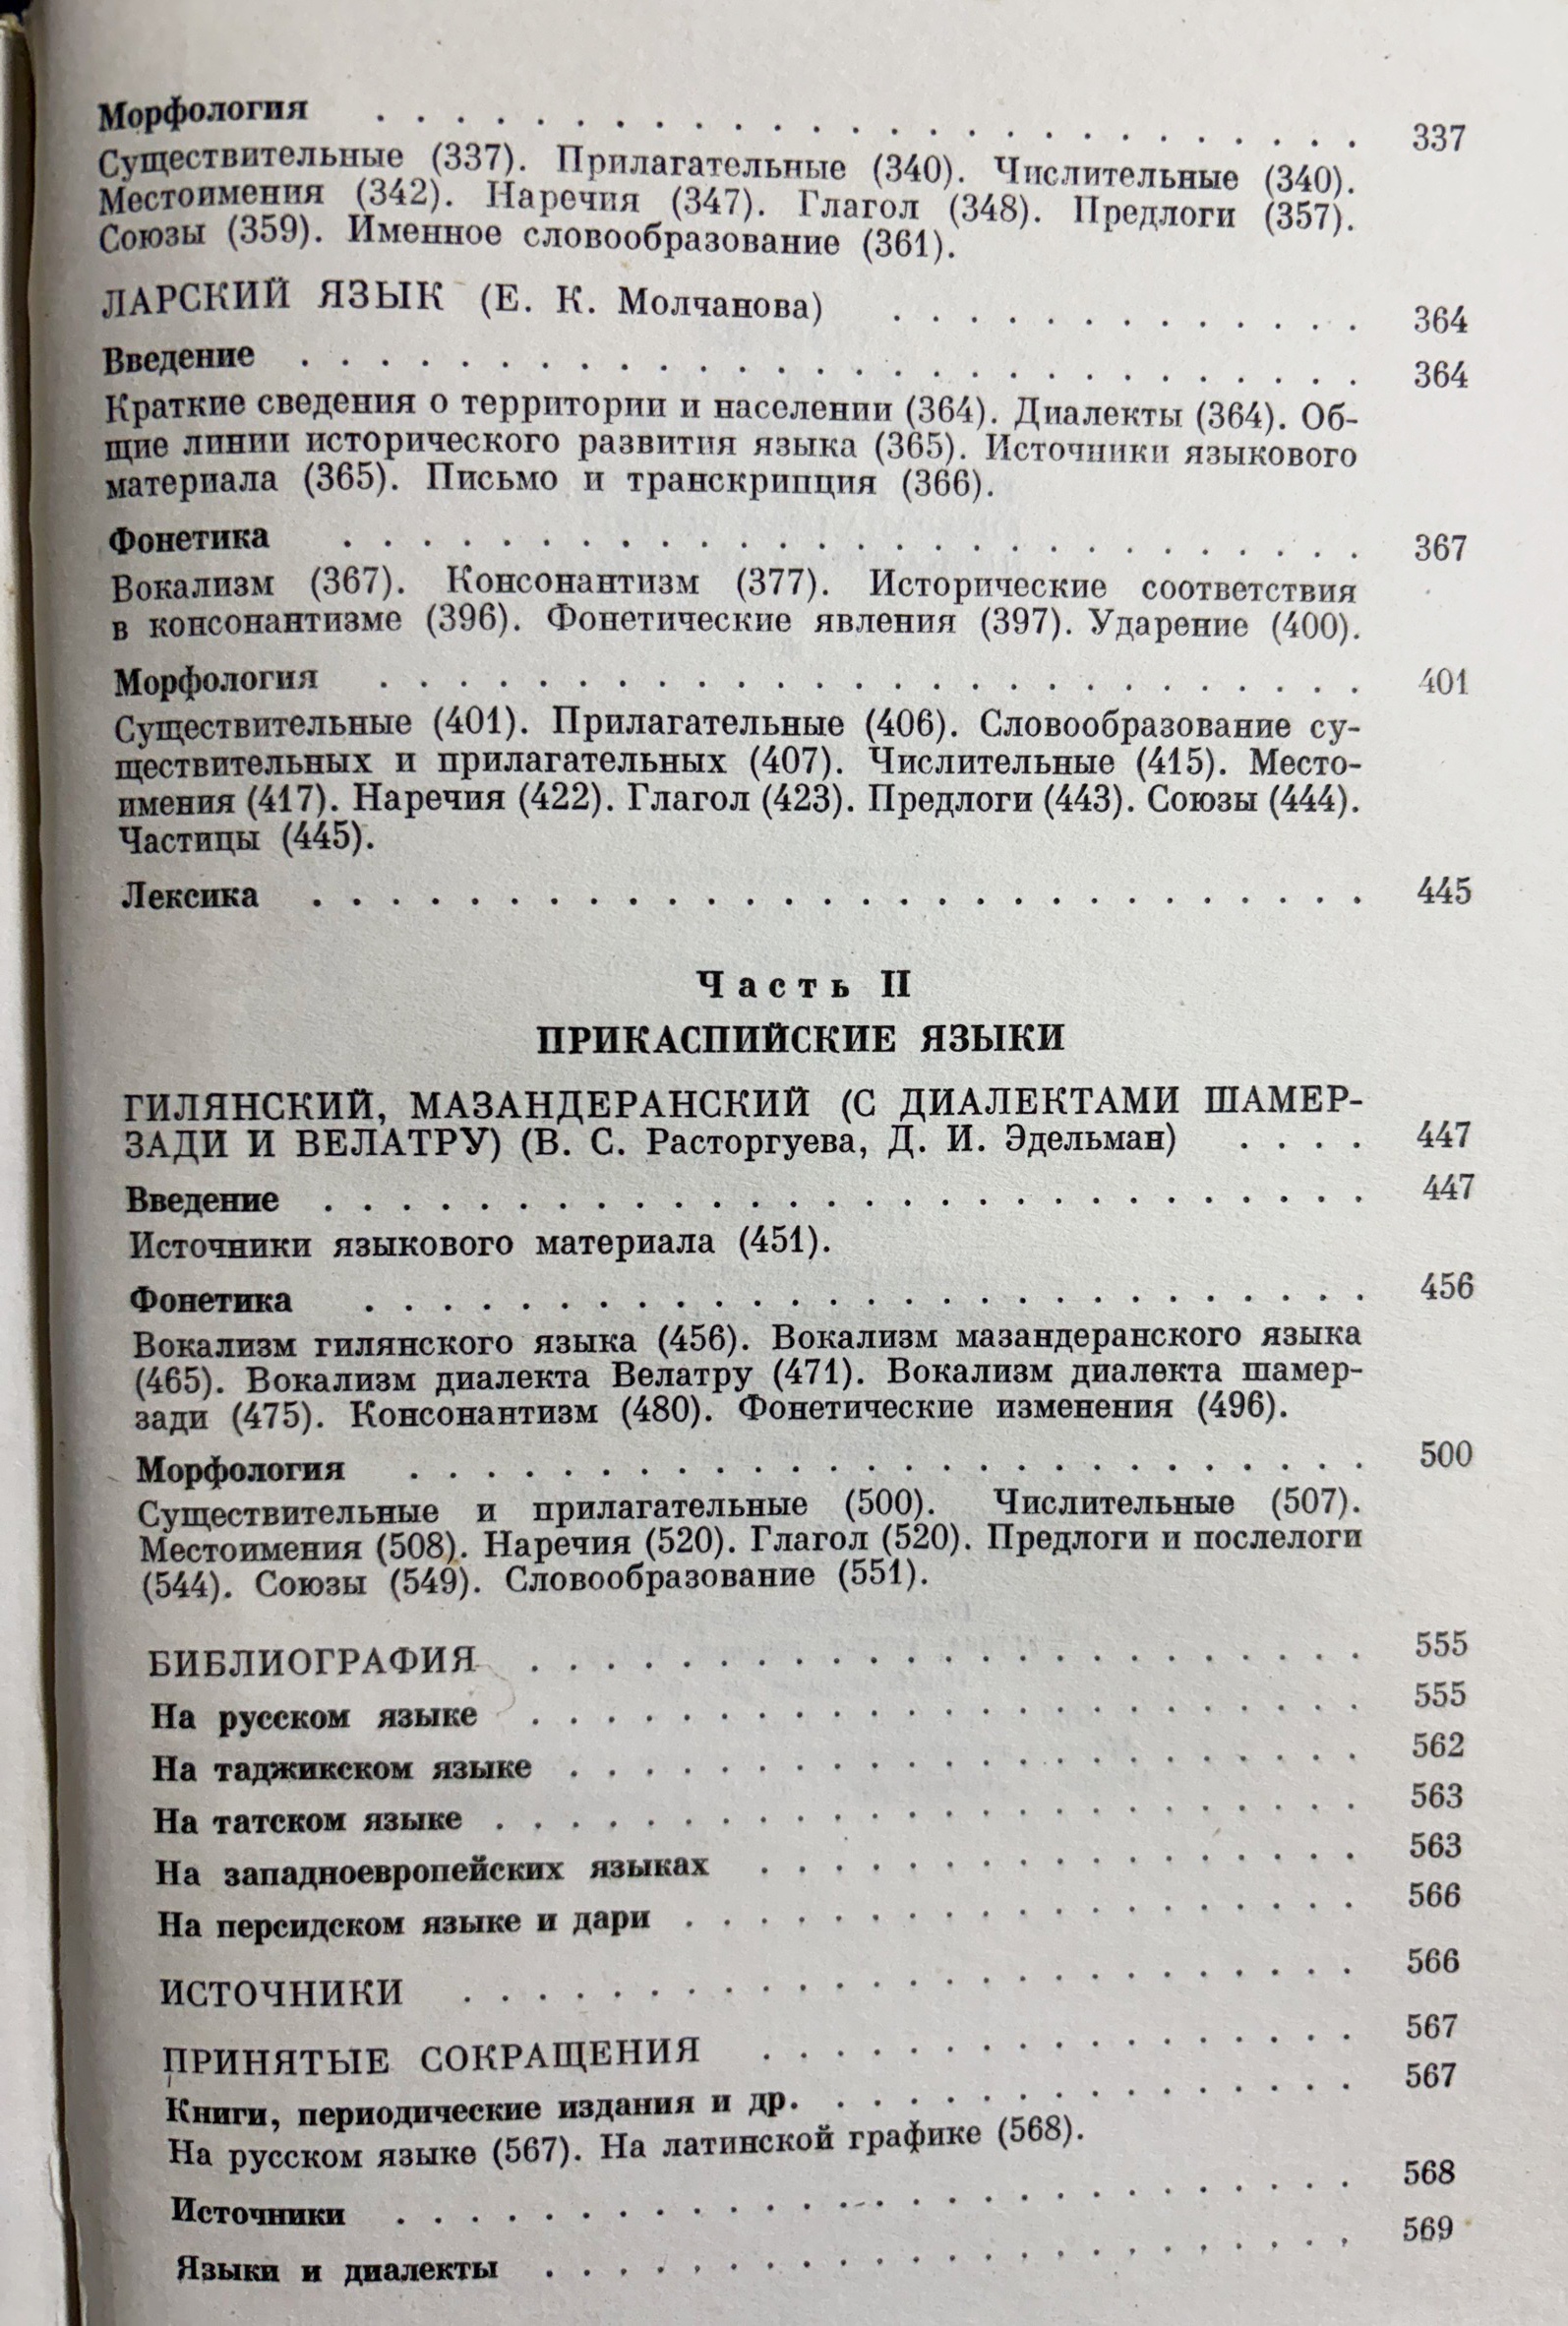 Морфология . . . . . . . . . . . . . . . . . . . . . . . . . . 337
Существительные (337). Прилагательные (340). Числительные (340).
Местоимения (342). Наречия (347). Глагол (348). Предлоги (357).
Союзы (359). Именное словообразование (361).
ЛАРСКИЙ ЯЗЫК (Е. К. Молчанова) . . . . . . . . . . . . . 364
Введение . . . . . . . . . . . . . . . . . . . . . . . . . . . 364
Краткие сведения о территории и населении (364). Диалекты (364). Об-
щие линии исторического развития языка (365). Источники языкового
материала (365). Письмо и транскрипция (366).
Фонетика . . . . . . . . . . . . . . . . . . . . . . . . . . 367
Вокализм (367). Консонантизм (377). Исторические соответствия
в консонантизме (396). Фонетические явления (397). Ударение (400).
Морфология . . . . . . . . . . . . . . . . . . . . . . . . . 401
Существительные (401). Прилагательные (406). Словообразование су-
ществительных и прилагательных (407). Числительные (415). Место-
имения (417). Наречия (422). Глагол (423). Предлоги (443). Союзы (444).
Частицы (445).
Лексика . . . . . . . . . . . . . . . . . . . . . . . . . . . 445
Часть II
ПРИКАСПИЙСКИЕ ЯЗЫКИ
ГИЛЯНСКИЙ, МАЗАНДЕРАНСКИЙ (С ДИАЛЕКТАМИ ШАМЕР-
ЗАДИ И ВЕЛАТРУ) (В. С. Расторгуева, Д. И. Эдельман) . . . . 447
Введение . . . . . . . . . . . . . . . . . . . . . . . . . . . 447
Источники языкового материала (451).
Фонетика . . . . . . . . . . . . . . . . . . . . . . . . . . 456
Вокализм гилянского языка (456). Вокализм мазандеранского языка
(465). Вокализм диалекта Велатру (471). Вокализм диалекта шамер-
зади (475). Консонантизм (480). Фонетические изменения (496).
Морфология . . . . . . . . . . . . . . . . . . . . . . . . . 500
Существительные и прилагательные (500). Числительные (507).
Местоимения (508). Наречия (520). Глагол (520). Предлоги и послелоги
(544). Союзы (549). Словообразование (551).
БИБЛИОГРАФИЯ . . . . . . . . . . . . . . . . . . . . . . 555
На русском языке . . . . . . . . . . . . . . . . . . . . . . 555
На таджикском языке . . . . . . . . . . . . . . . . . . . . . 562
На татском языке . . . . . . . . . . . . . . . . . . . . . . . 563
На западноевропейских языках . . . . . . . . . . . . . . . . 563
На персидском языке и дари . . . . . . . . . . . . . . . . . . 566
ИСТОЧНИКИ . . . . . . . . . . . . . . . . . . . . . . . . 566
ПРИНЯТЫЕ СОКРАЩЕНИЯ . . . . . . . . . . . . . . . . 567
Книги, периодические издания и др. . . . . . . . . . . . . . . . 567
На русском языке (567). На латинской графике (568).
Источники . . . . . . . . . . . . . . . . . . . . . . . . . . 568
Языки и диалекты . . . . . . . . . . . . . . . . . . . . . . 569